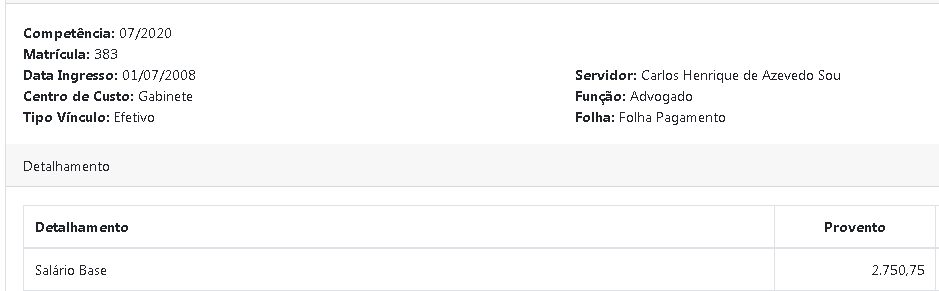 Competência: 07/2020
Matrícula: 383
Data Ingresso: 01/07/2008
Servidor: Carlos Henrique de Azevedo Sou
Centro de Custo: Gabinete
Função: Advogado
Tipo Vínculo: Efetivo
Folha: Folha Pagamento
Detalhamento
Detalhamento Provento
Salário Base 2.750,75